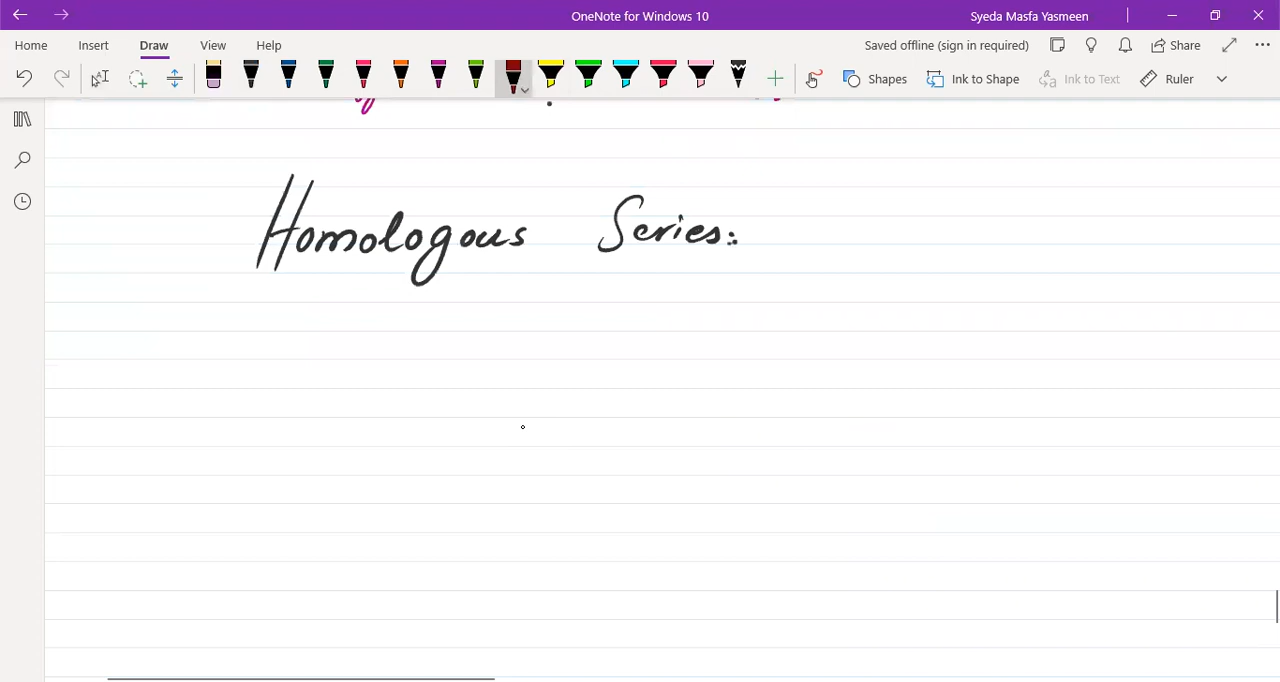 OneNote for Windows 10
Syeda Masfa Yasmeen
Home Insert Draw View Help
Saved offline (sign in required) Share
Shapes Ink to Shape Ink to Text Ruler
Homologous Series: